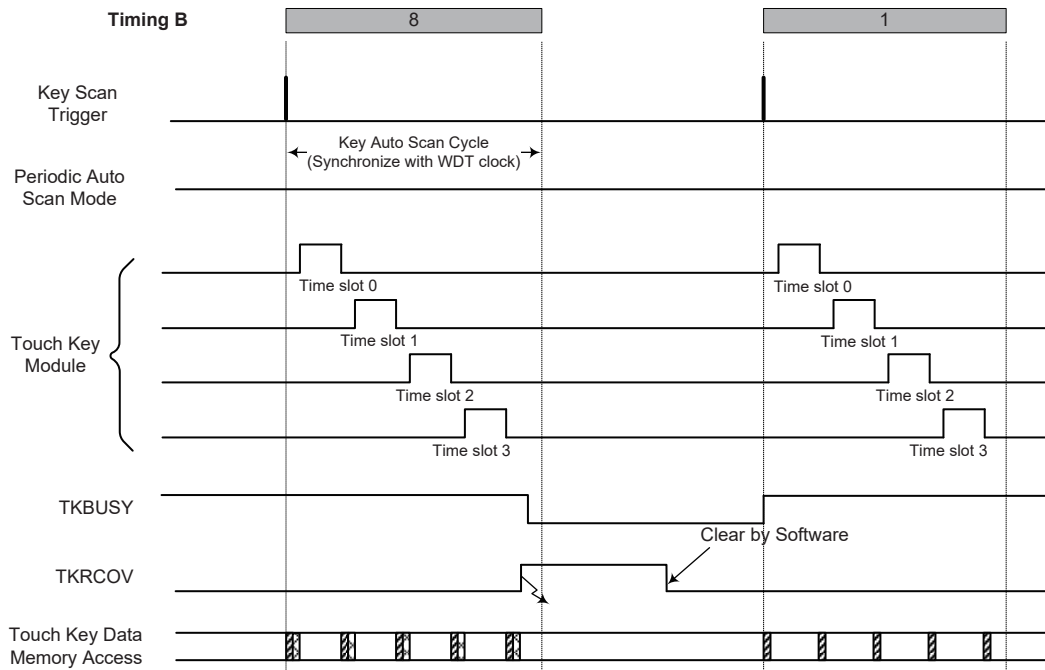 Timing B
8
1
Key Scan
Trigger
Key Auto Scan Cycle
(Synchronize with WDT clock)
Periodic Auto
Scan Mode
Time slot 0
Time slot 0
Touch Key
Module
Time slot 1
Time slot 1
Time slot 2
Time slot 2
Time slot 3
Time slot 3
TKBUSY
Clear by Software
TKRCOV
Touch Key Data
Memory Access